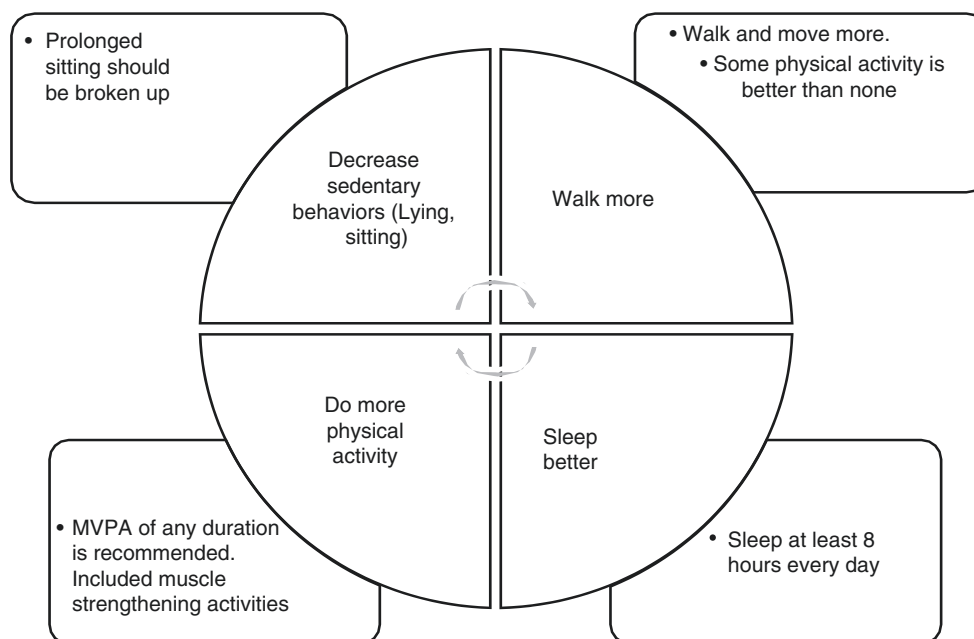 • Prolonged
sitting should
be broken up
• Walk and move more.
• Some physical activity is
better than none
Decrease
sedentary
behaviors (Lying,
sitting)
Walk more
Do more
physical
activity
Sleep
better
• MVPA of any duration
is recommended.
Included muscle
strengthening activities
• Sleep at least 8
hours every day